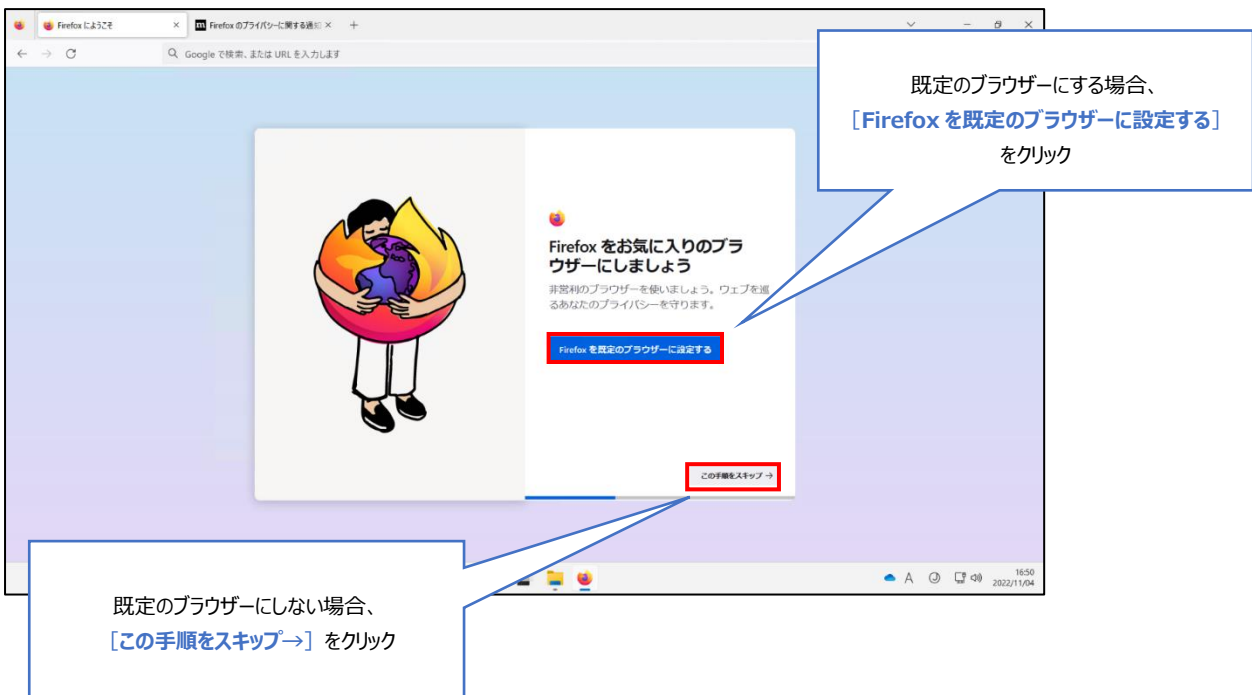 Firefox にようこそ
Firefox のプライバシーに関する通知
Google で検索、または URL を入力します
既定のブラウザーにする場合、
［Firefox を既定のブラウザーに設定する］
をクリック
Firefox をお気に入りのブラ
ウザーにしましょう
非営利のブラウザーを使いましょう。ウェブを巡
るあなたのプライバシーを守ります。
Firefox を既定のブラウザーに設定する
この手順をスキップ →
既定のブラウザーにしない場合、
［この手順をスキップ→］をクリック
A
16:50
2022/11/04